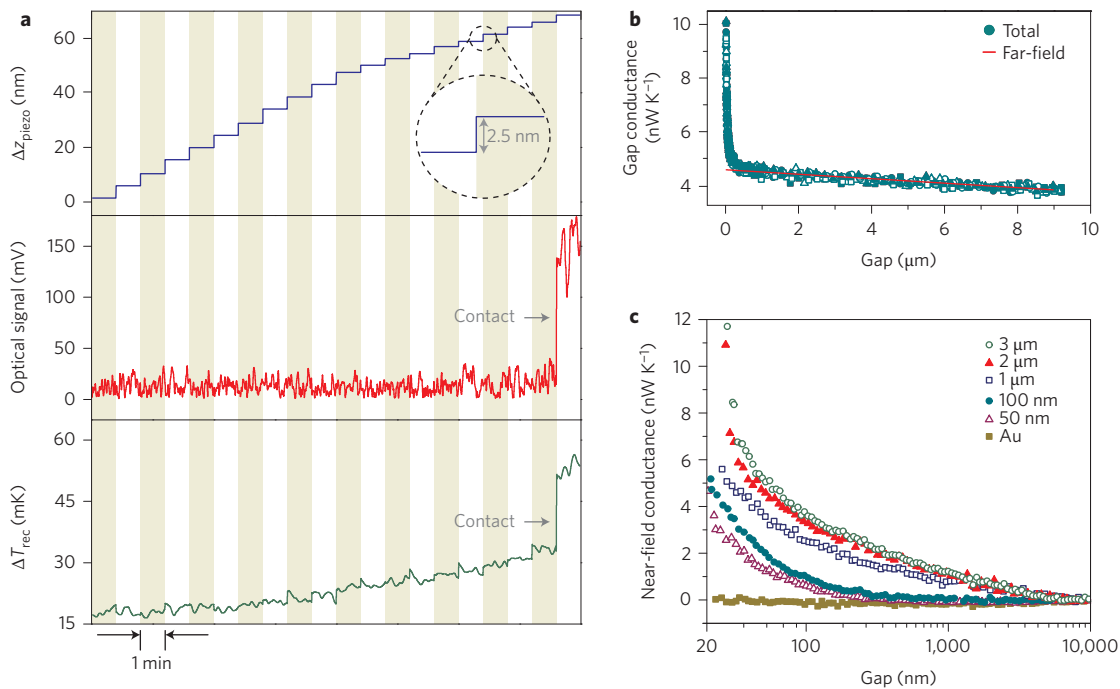 a
Δz_piezo (nm)
60
40
20
0
2.5 nm
Optical signal (mV)
150
100
50
0
Contact →
ΔT_rec (mK)
60
45
30
15
Contact →
1 min
b
Gap conductance
(nW K⁻¹)
10
8
6
4
Total
Far-field
0 2 4 6 8 10
Gap (μm)
c
Near-field conductance (nW K⁻¹)
12
10
8
6
4
2
0
3 μm
2 μm
1 μm
100 nm
50 nm
Au
20 100 1,000 10,000
Gap (nm)